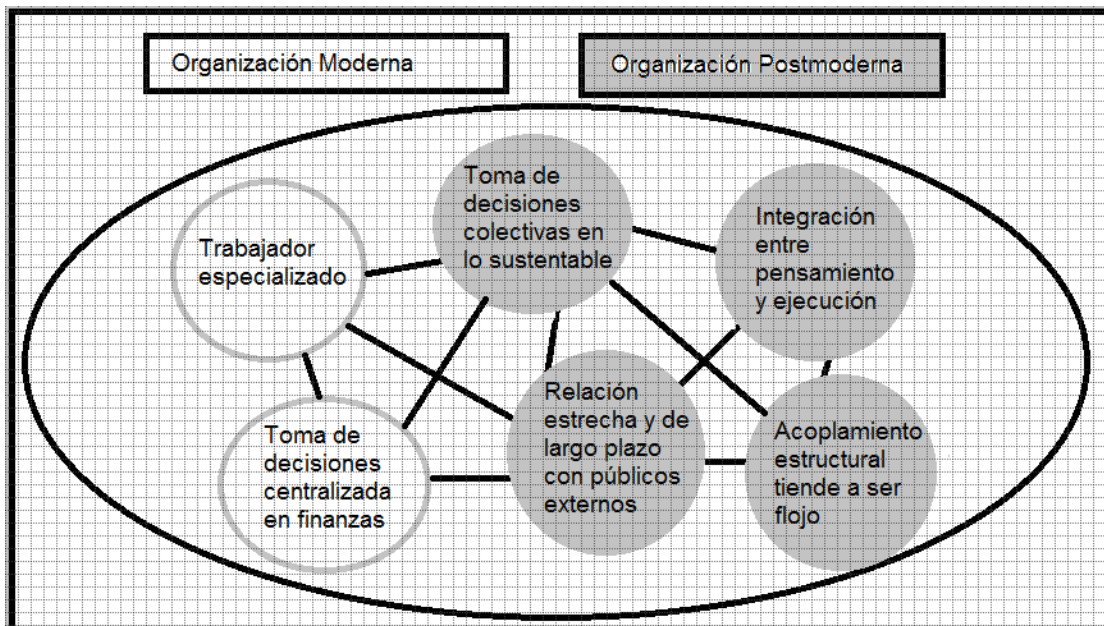 Organización Moderna
Organización Postmoderna
Toma de
decisiones
colectivas en
lo sustentable
Integración
entre
pensamiento
y ejecución
Trabajador
especializado
Relación
estrecha y de
largo plazo
con públicos
externos
Toma de
decisiones
centralizada
en finanzas
Acoplamiento
estructural
tiende a ser
flojo